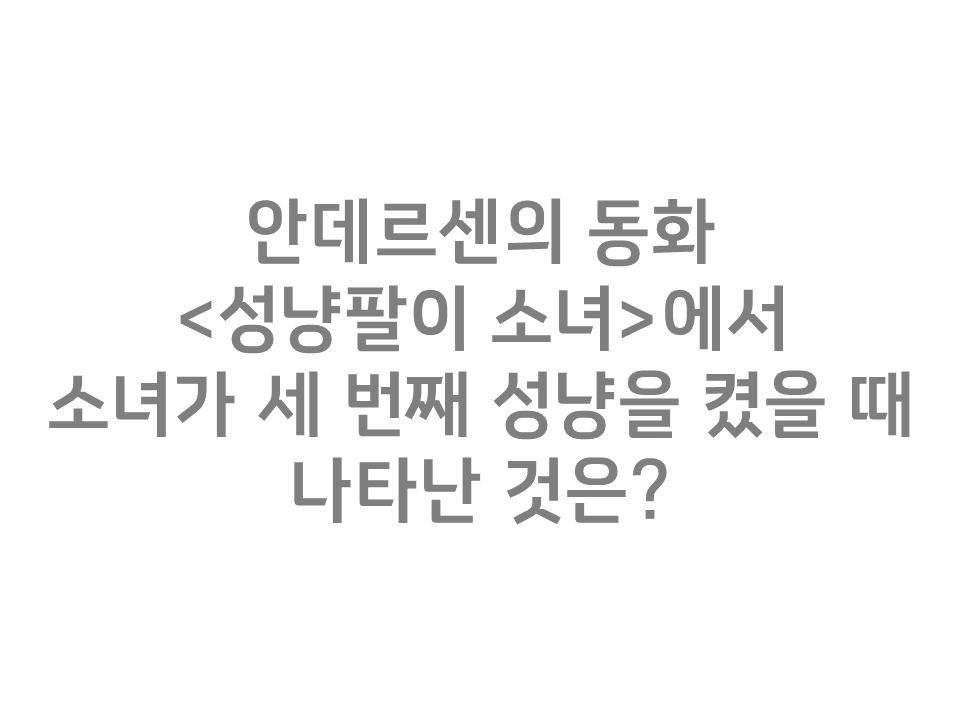 안데르센의 동화
<성냥팔이 소녀>에서
소녀가 세 번째 성냥을 켰을 때
나타난 것은?